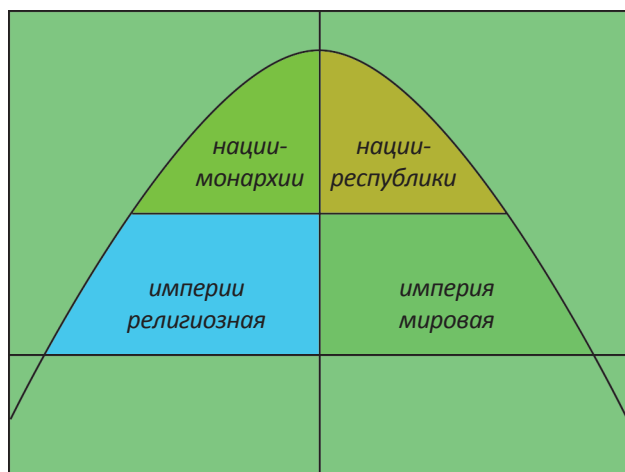 нации-
монархии
нации-
республики
империи
религиозная
империя
мировая